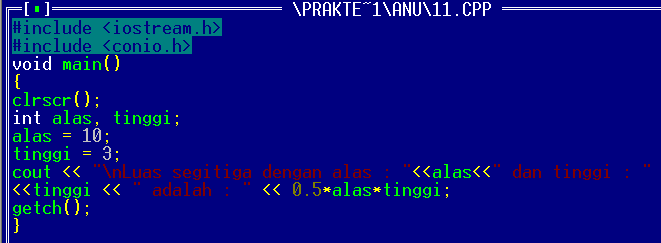 [▪] \PRAKTE~1\ANU\11.CPP
#include <iostream.h>
#include <conio.h>
void main()
{
clrscr();
int alas, tinggi;
alas = 10;
tinggi = 3;
cout << "\nLuas segitiga dengan alas : "<<alas<<" dan tinggi : "
<<tinggi << " adalah : " << 0.5*alas*tinggi;
getch();
}